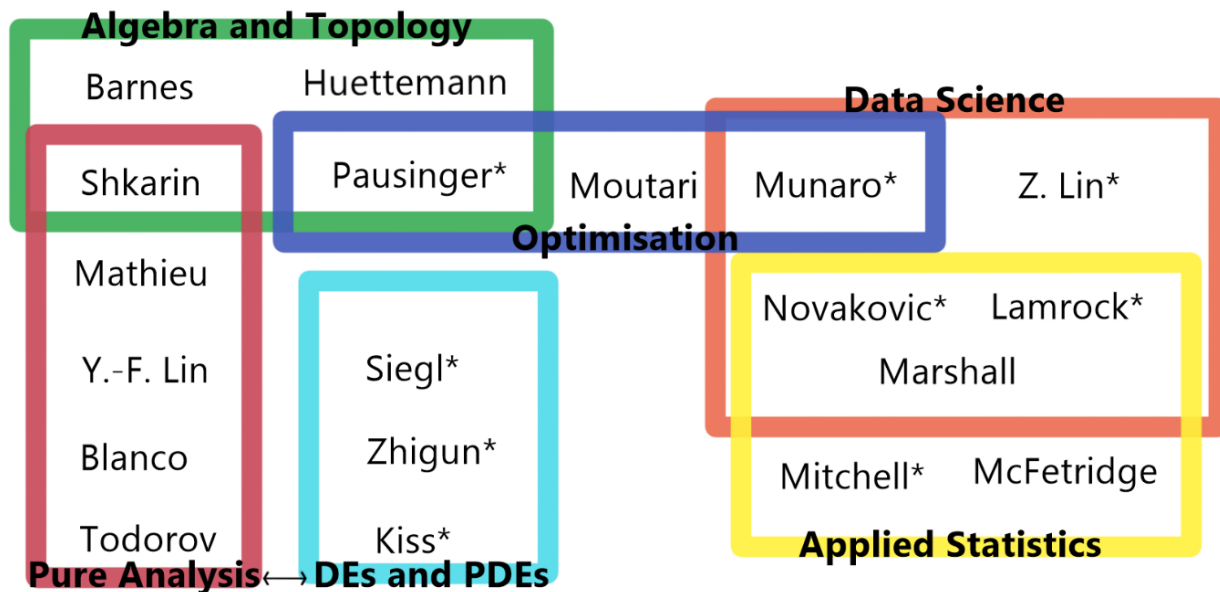 Algebra and Topology
Barnes
Huettemann
Data Science
Shkarin
Pausinger*
Moutari
Munaro*
Z. Lin*
Optimisation
Mathieu
Novakovic*
Lamrock*
Y.-F. Lin
Siegl*
Marshall
Blanco
Zhigun*
Mitchell*
McFetridge
Todorov
Kiss*
Applied Statistics
Pure Analysis
DEs and PDEs